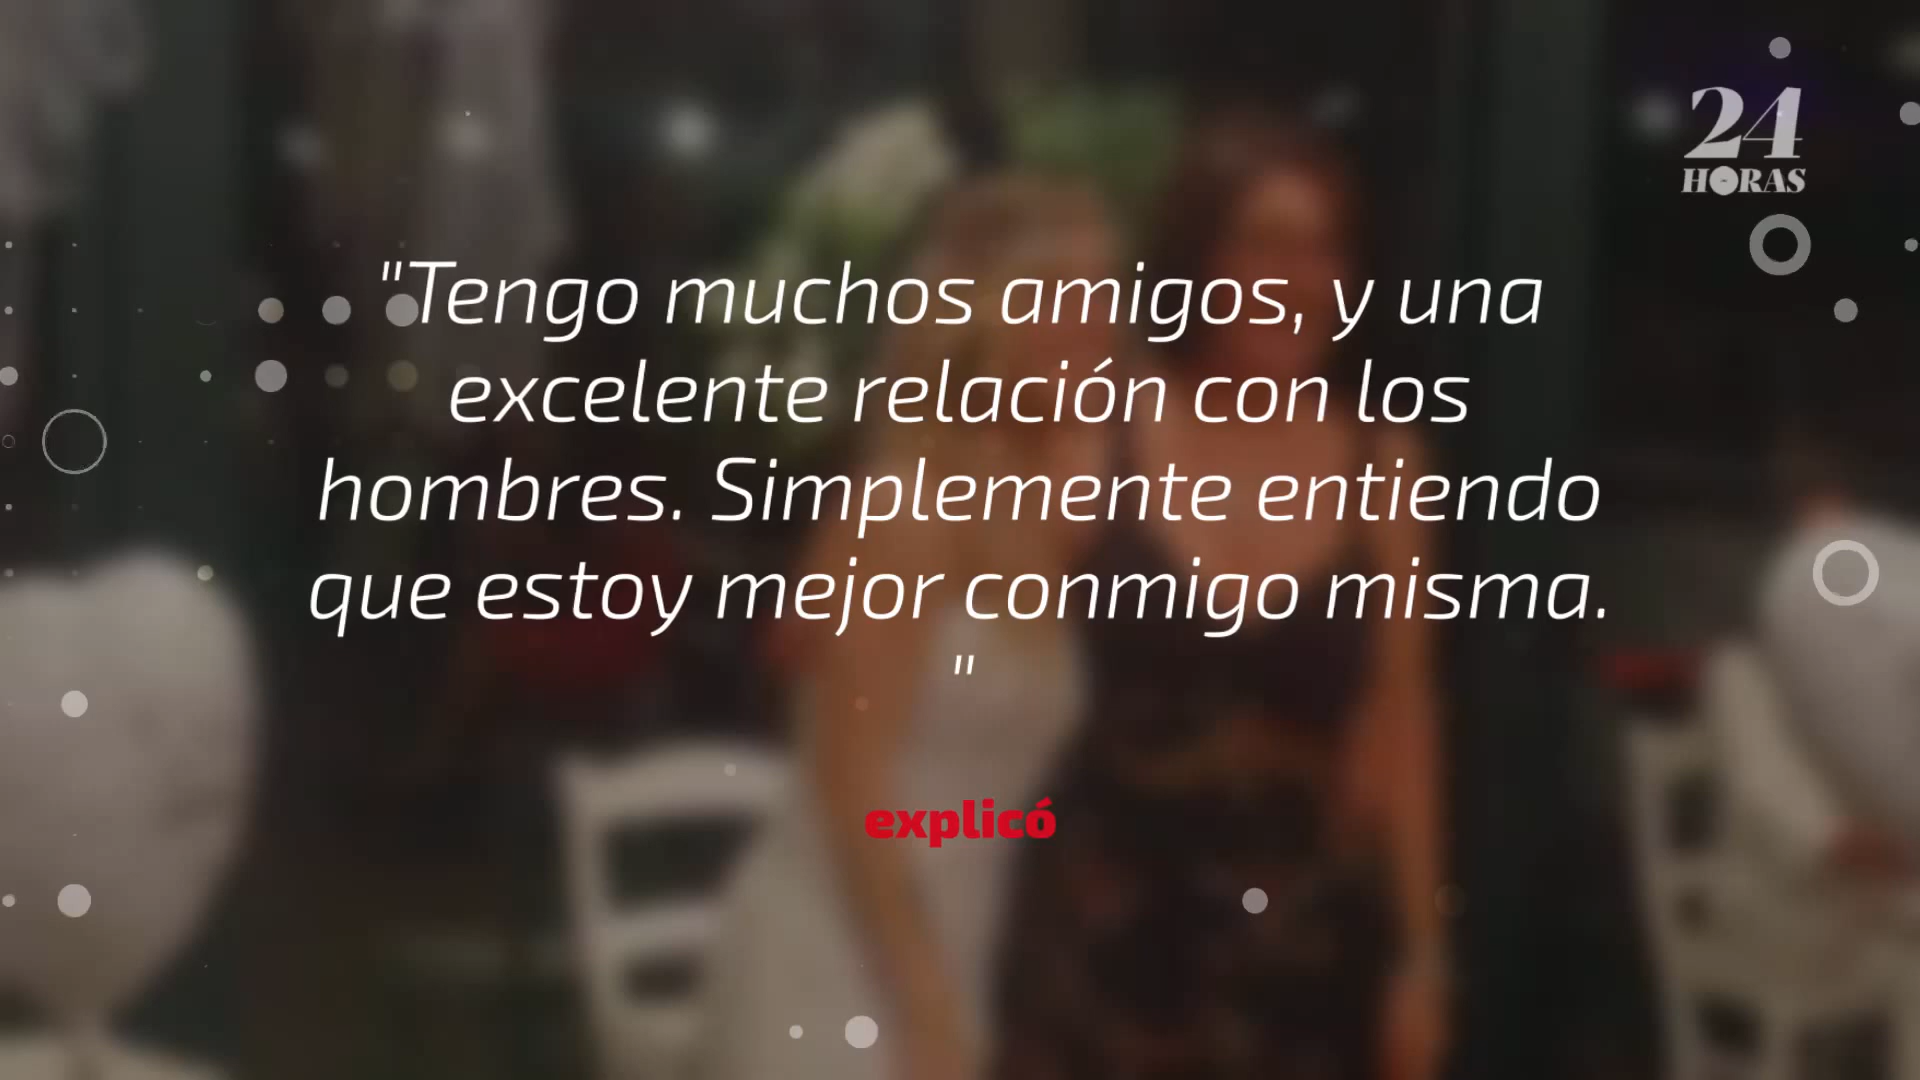 24
HORAS
"Tengo muchos amigos, y una
excelente relación con los
hombres. Simplemente entiendo
que estoy mejor conmigo misma.
"
explicó